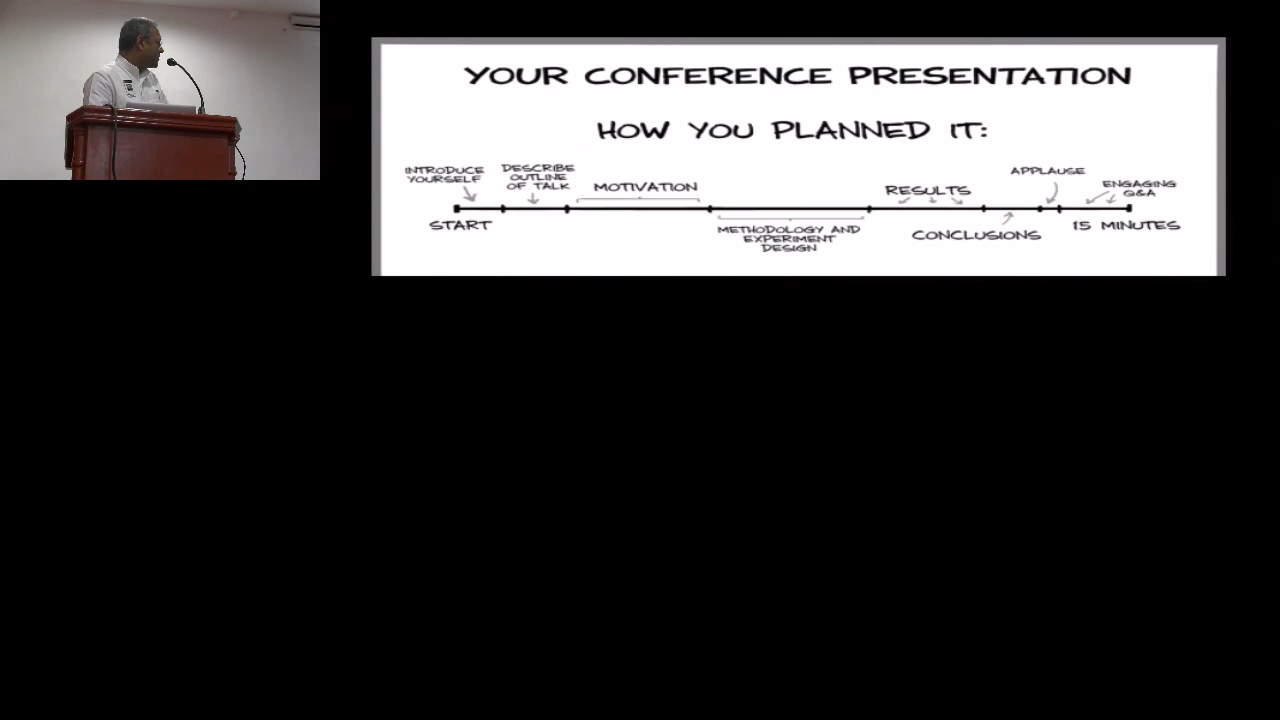 YOUR CONFERENCE PRESENTATION
HOW YOU PLANNED IT:
INTRODUCE
YOURSELF
DESCRIBE
OUTLINE
OF TALK
MOTIVATION
RESULTS
APPLAUSE
ENGAGING
Q&A
START
METHODOLOGY AND
EXPERIMENT
DESIGN
CONCLUSIONS
15 MINUTES